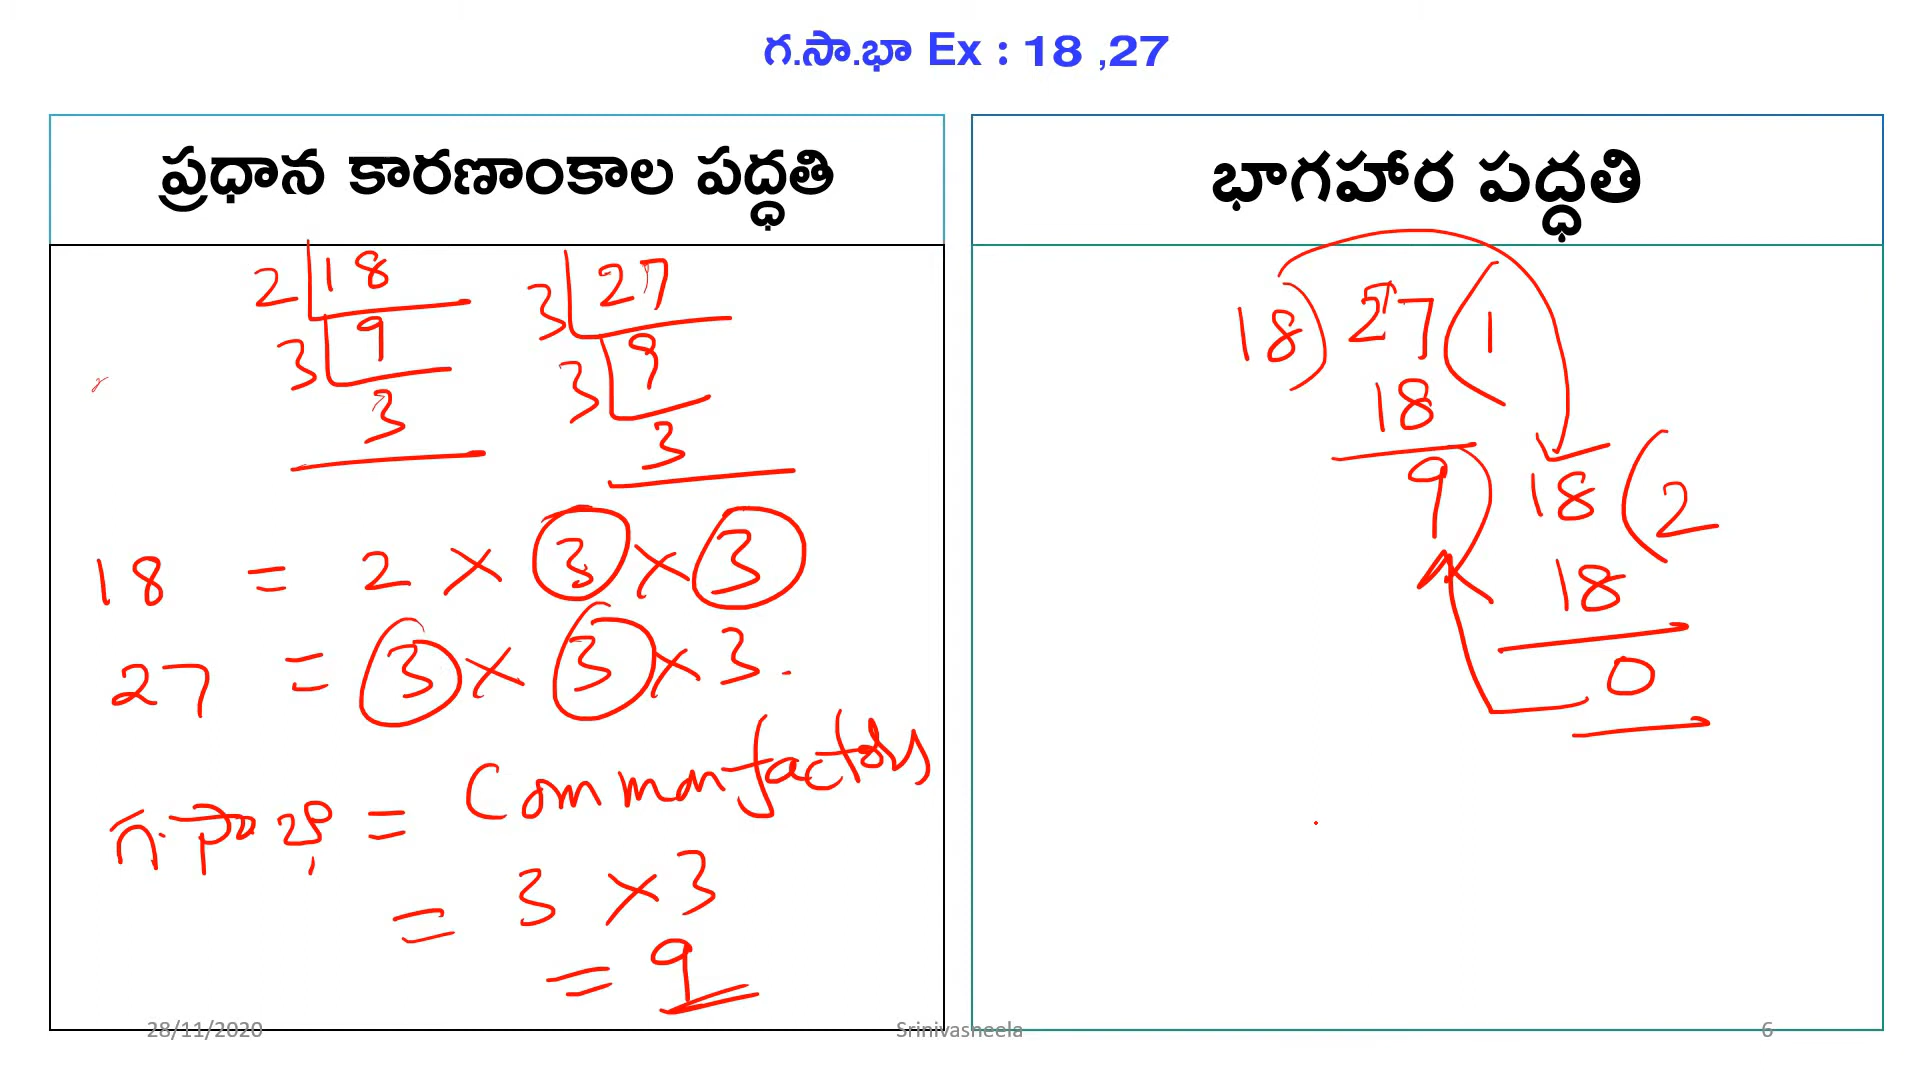 గ.సా.భా Ex : 18 ,27
ప్రధాన కారణాంకాల పద్ధతి
2 18
3 9
3
3 27
3 9
3
18 = 2 × 3 × 3
27 = 3 × 3 × 3.
గ.సా.భా = Common factors
= 3 × 3
= 9
భాగహార పద్ధతి
18) 27 (1
18
9) 18 (2
18
0
28/11/2020
Srinivasneela
6